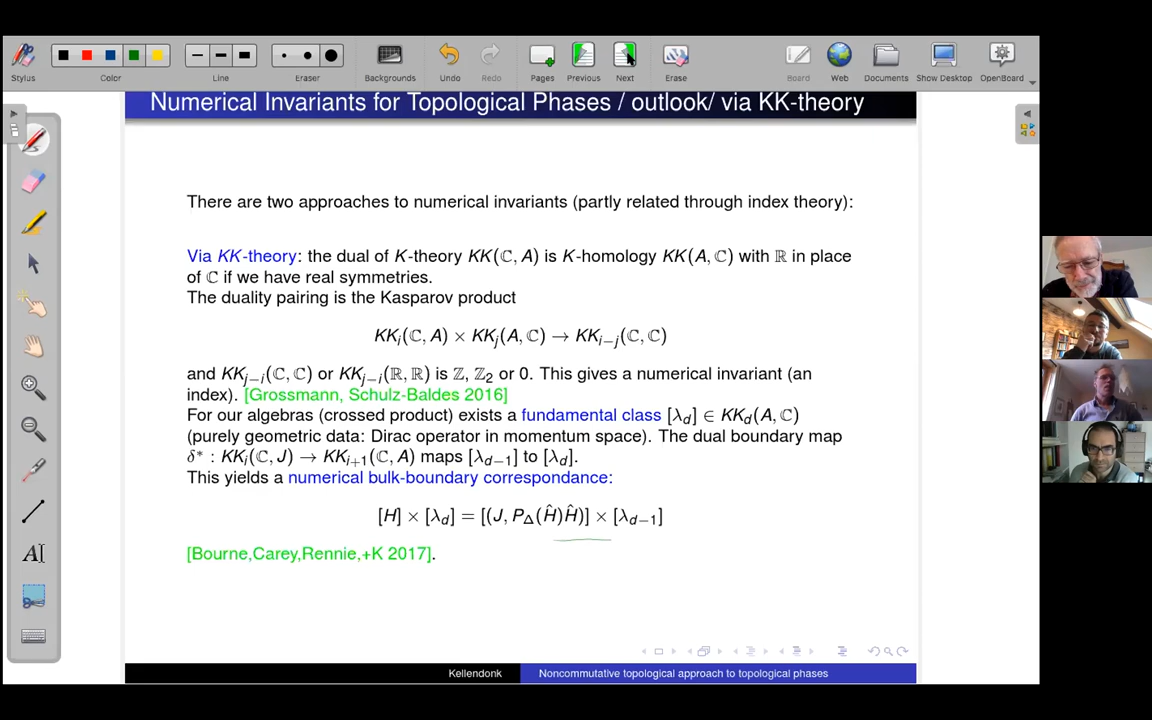 Stylus
Color
Line
Eraser
Backgrounds
Undo
Redo
Pages
Previous
Next
Erase
Board
Web
Documents
Show Desktop
OpenBoard
Numerical Invariants for Topological Phases / outlook/ via KK-theory
There are two approaches to numerical invariants (partly related through index theory):
Via KK-theory: the dual of K-theory KK(ℂ, A) is K-homology KK(A, ℂ) with ℝ in place
of ℂ if we have real symmetries.
The duality pairing is the Kasparov product
KK_i(ℂ, A) × KK_j(A, ℂ) → KK_{i−j}(ℂ, ℂ)
and KK_{j−i}(ℂ, ℂ) or KK_{j−i}(ℝ, ℝ) is ℤ, ℤ_2 or 0. This gives a numerical invariant (an
index). [Grossmann, Schulz-Baldes 2016]
For our algebras (crossed product) exists a fundamental class [λ_d] ∈ KK_d(A, ℂ)
(purely geometric data: Dirac operator in momentum space). The dual boundary map
δ* : KK_i(ℂ, J) → KK_{i+1}(ℂ, A) maps [λ_{d−1}] to [λ_d].
This yields a numerical bulk-boundary correspondence:
[H] × [λ_d] = [(J, P_Δ(Ĥ)Ĥ)] × [λ_{d−1}]
[Bourne,Carey,Rennie,+K 2017].
Kellendonk
Noncommutative topological approach to topological phases